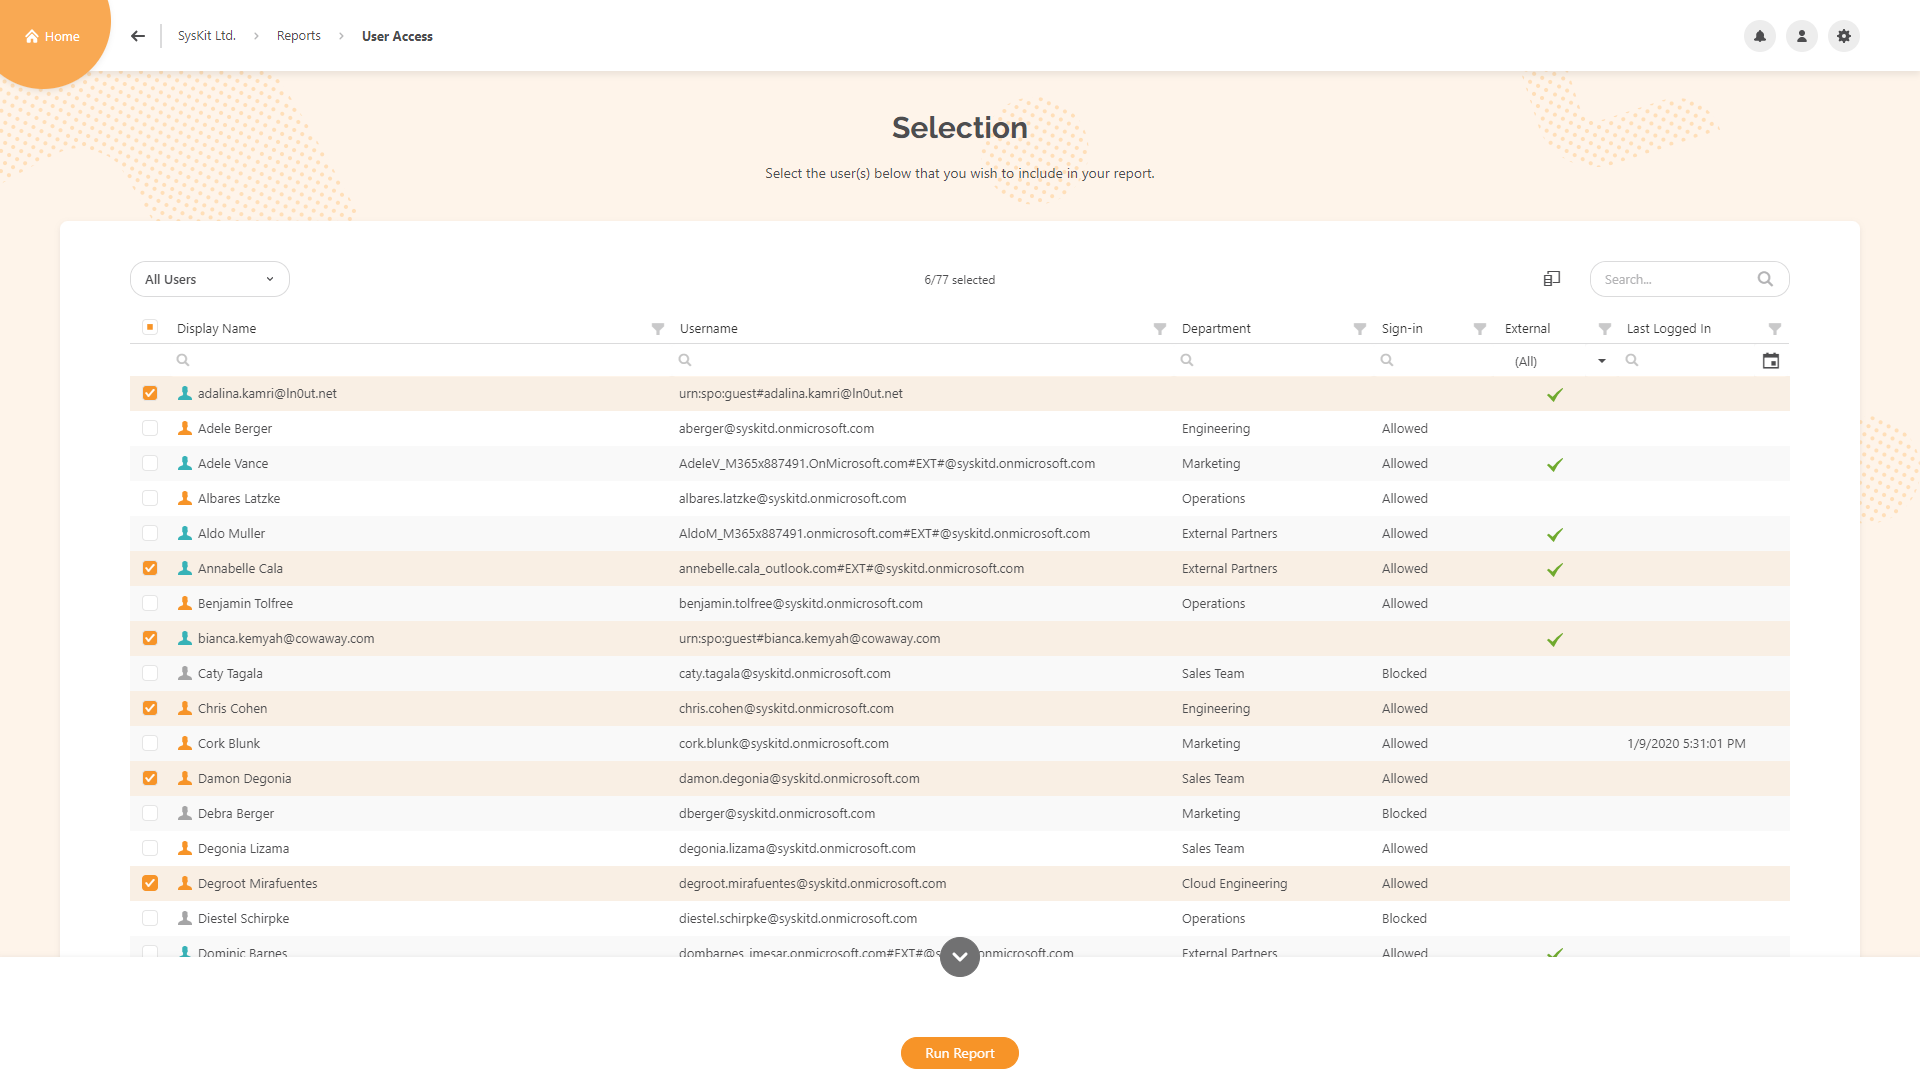 Home
SysKit Ltd. > Reports > User Access
Selection
Select the user(s) below that you wish to include in your report.
All Users
6/77 selected
Search...
Display Name Username Department Sign-in External Last Logged In
(All)
adalina.kamri@ln0ut.net urn:spo:guest#adalina.kamri@ln0ut.net
Adele Berger aberger@syskitd.onmicrosoft.com Engineering Allowed
Adele Vance AdeleV_M365x887491.OnMicrosoft.com#EXT#@syskitd.onmicrosoft.com Marketing Allowed
Albares Latzke albares.latzke@syskitd.onmicrosoft.com Operations Allowed
Aldo Muller AldoM_M365x887491.onmicrosoft.com#EXT#@syskitd.onmicrosoft.com External Partners Allowed
Annabelle Cala annebelle.cala_outlook.com#EXT#@syskitd.onmicrosoft.com External Partners Allowed
Benjamin Tolfree benjamin.tolfree@syskitd.onmicrosoft.com Operations Allowed
bianca.kemyah@cowaway.com urn:spo:guest#bianca.kemyah@cowaway.com
Caty Tagala caty.tagala@syskitd.onmicrosoft.com Sales Team Blocked
Chris Cohen chris.cohen@syskitd.onmicrosoft.com Engineering Allowed
Cork Blunk cork.blunk@syskitd.onmicrosoft.com Marketing Allowed 1/9/2020 5:31:01 PM
Damon Degonia damon.degonia@syskitd.onmicrosoft.com Sales Team Allowed
Debra Berger dberger@syskitd.onmicrosoft.com Marketing Blocked
Degonia Lizama degonia.lizama@syskitd.onmicrosoft.com Sales Team Allowed
Degroot Mirafuentes degroot.mirafuentes@syskitd.onmicrosoft.com Cloud Engineering Allowed
Diestel Schirpke diestel.schirpke@syskitd.onmicrosoft.com Operations Blocked
Dominic Barnes External Partners Allowed
Run Report